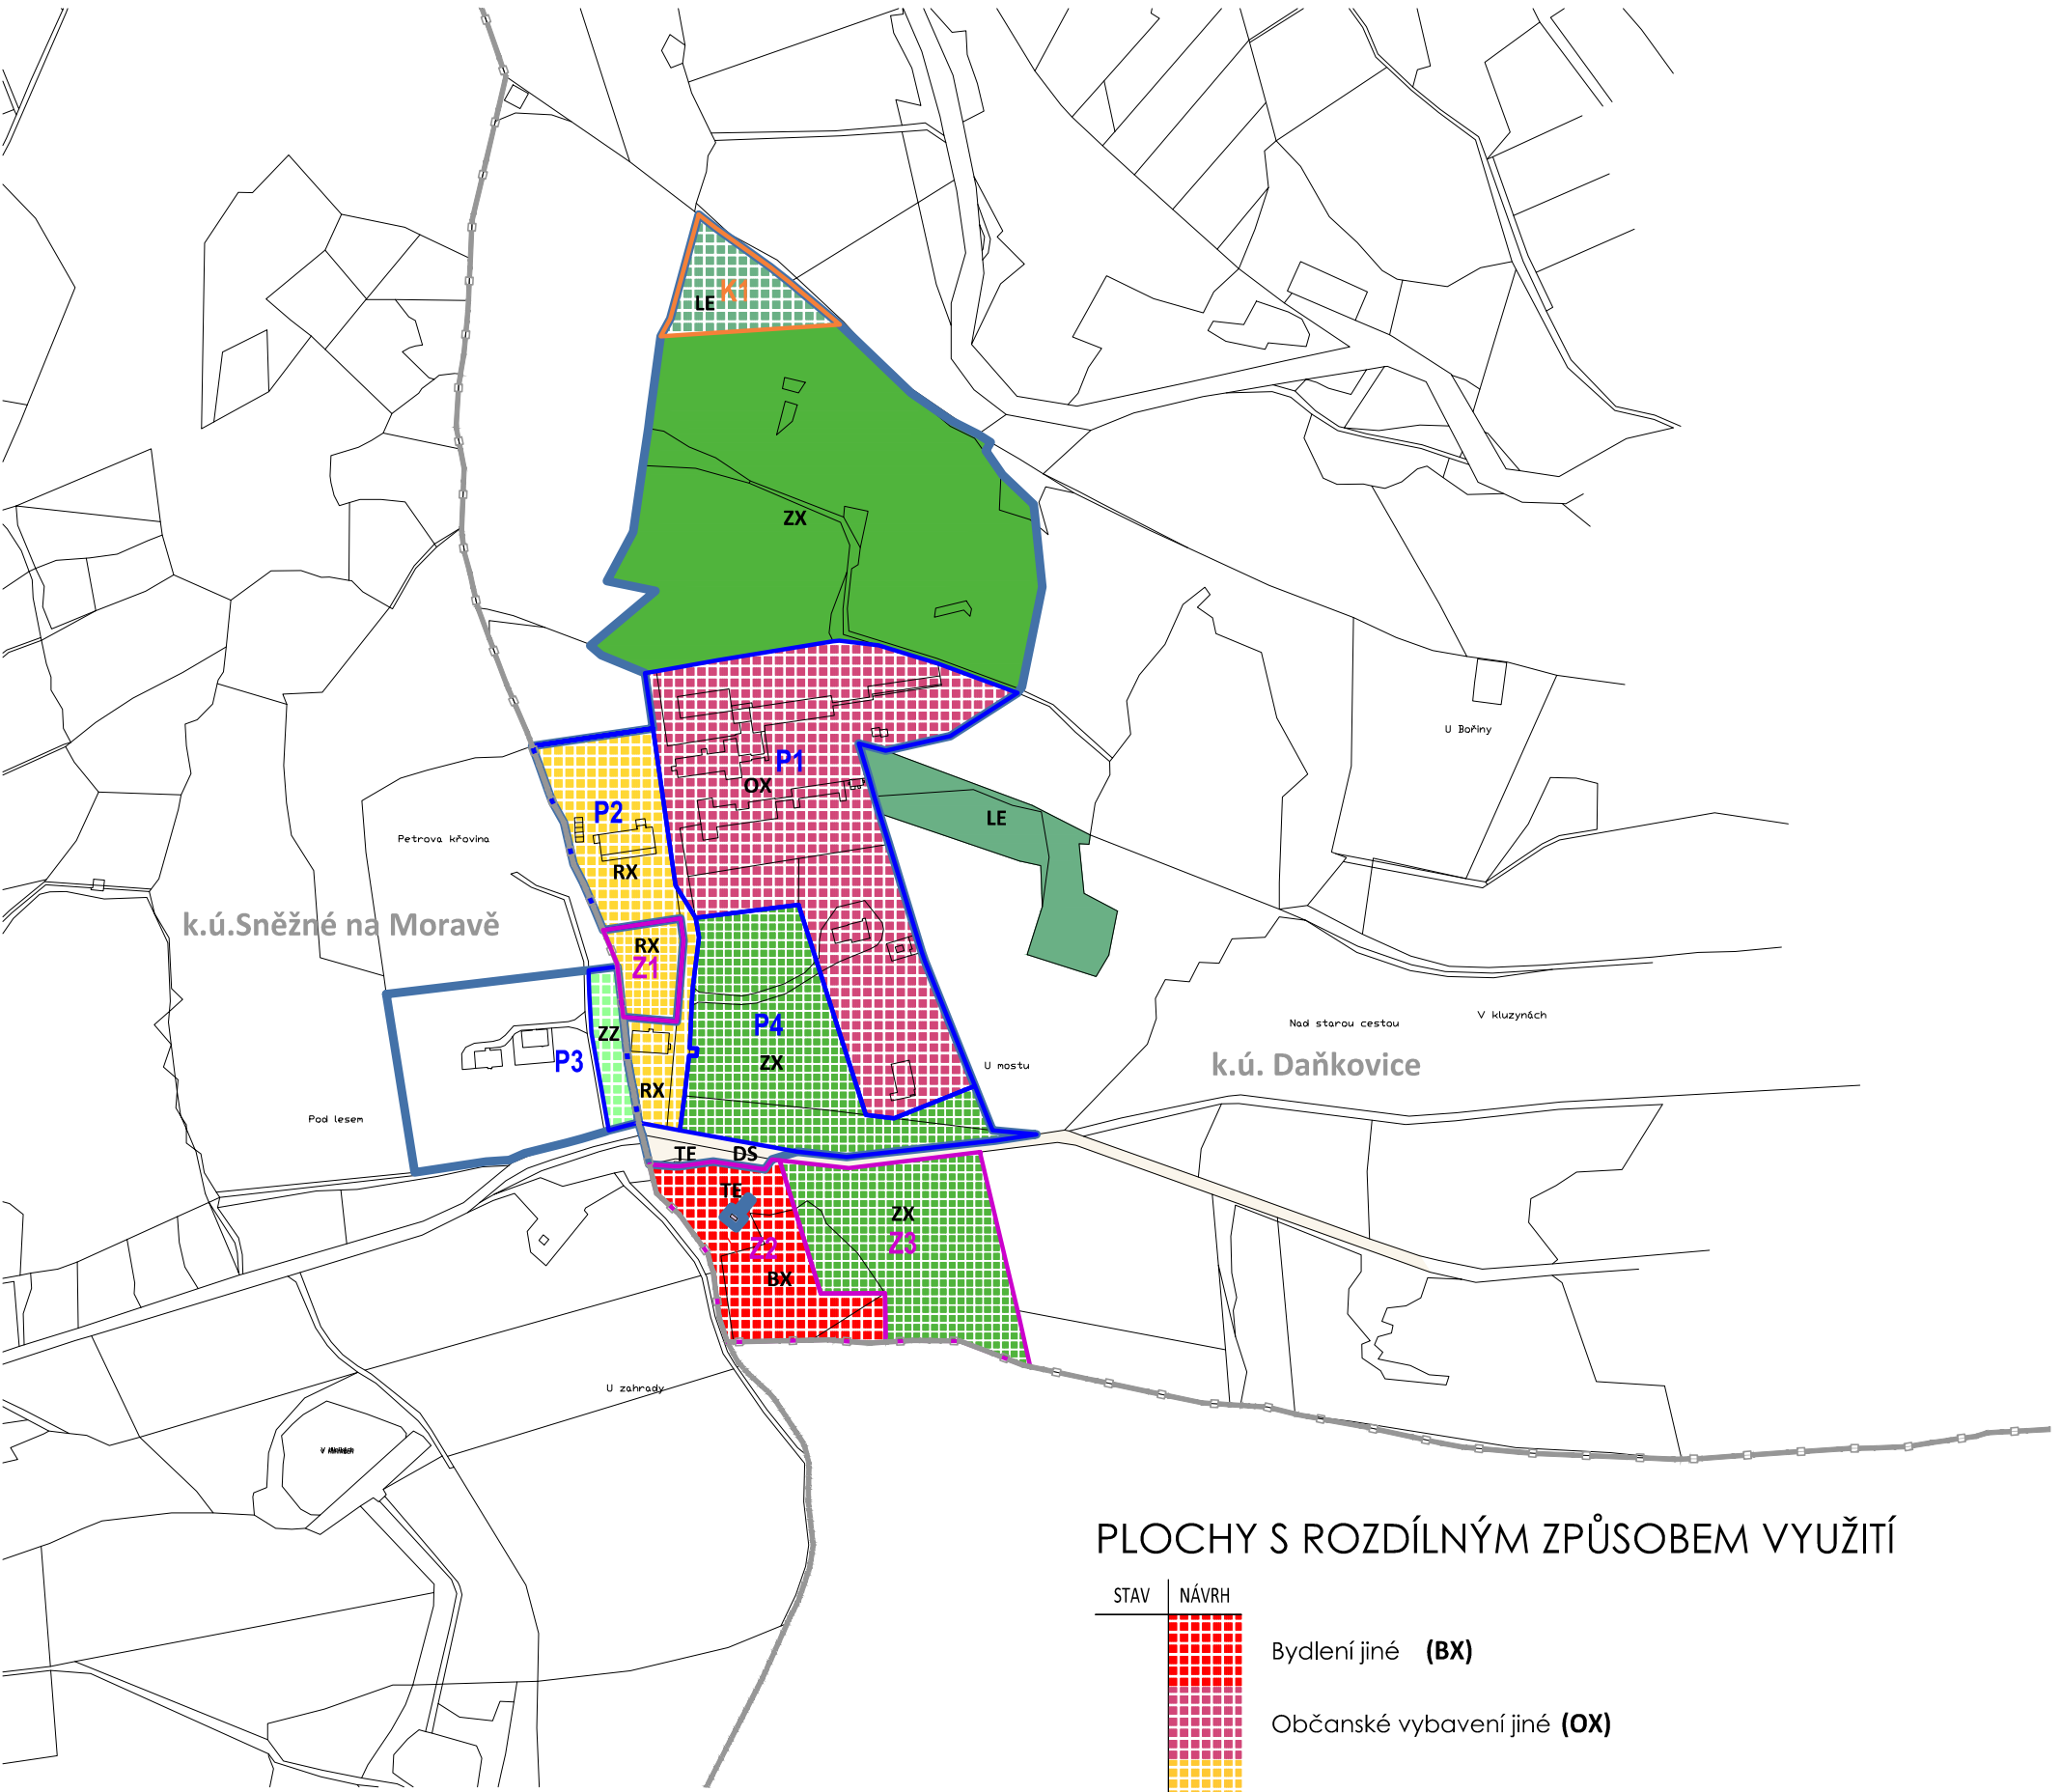 K1
LE
ZX
U Bořiny
P1
OX
P2
LE
Petrova křovina
RX
k.ú.Sněžné na Moravě
RX
Z1
V kluzynách
Nad starou cestou
P4
ZZ
P3
ZX
U mostu
k.ú. Daňkovice
RX
Pod lesem
TE
DS
TE
ZX
Z3
Z2
BX
U zahrady
PLOCHY S ROZDÍLNÝM ZPŮSOBEM VYUŽITÍ
STAV NÁVRH
Bydlení jiné (BX)
Občanské vybavení jiné (OX)